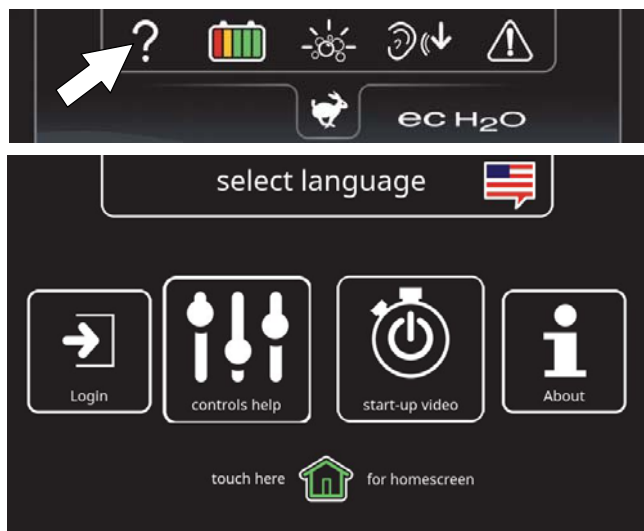 ?
ec H2O
select language
Login
controls help
start-up video
About
touch here
for homescreen